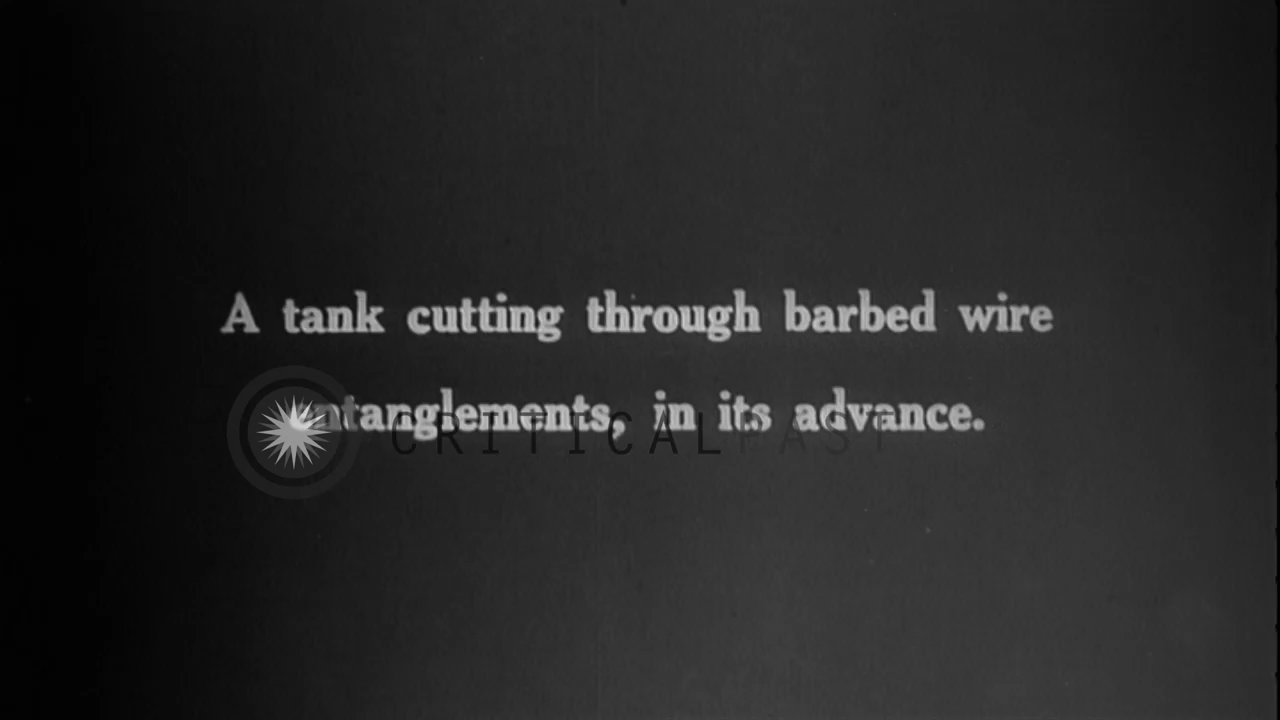 A tank cutting through barbed wire
entanglements, in its advance.
CRITICALPAST